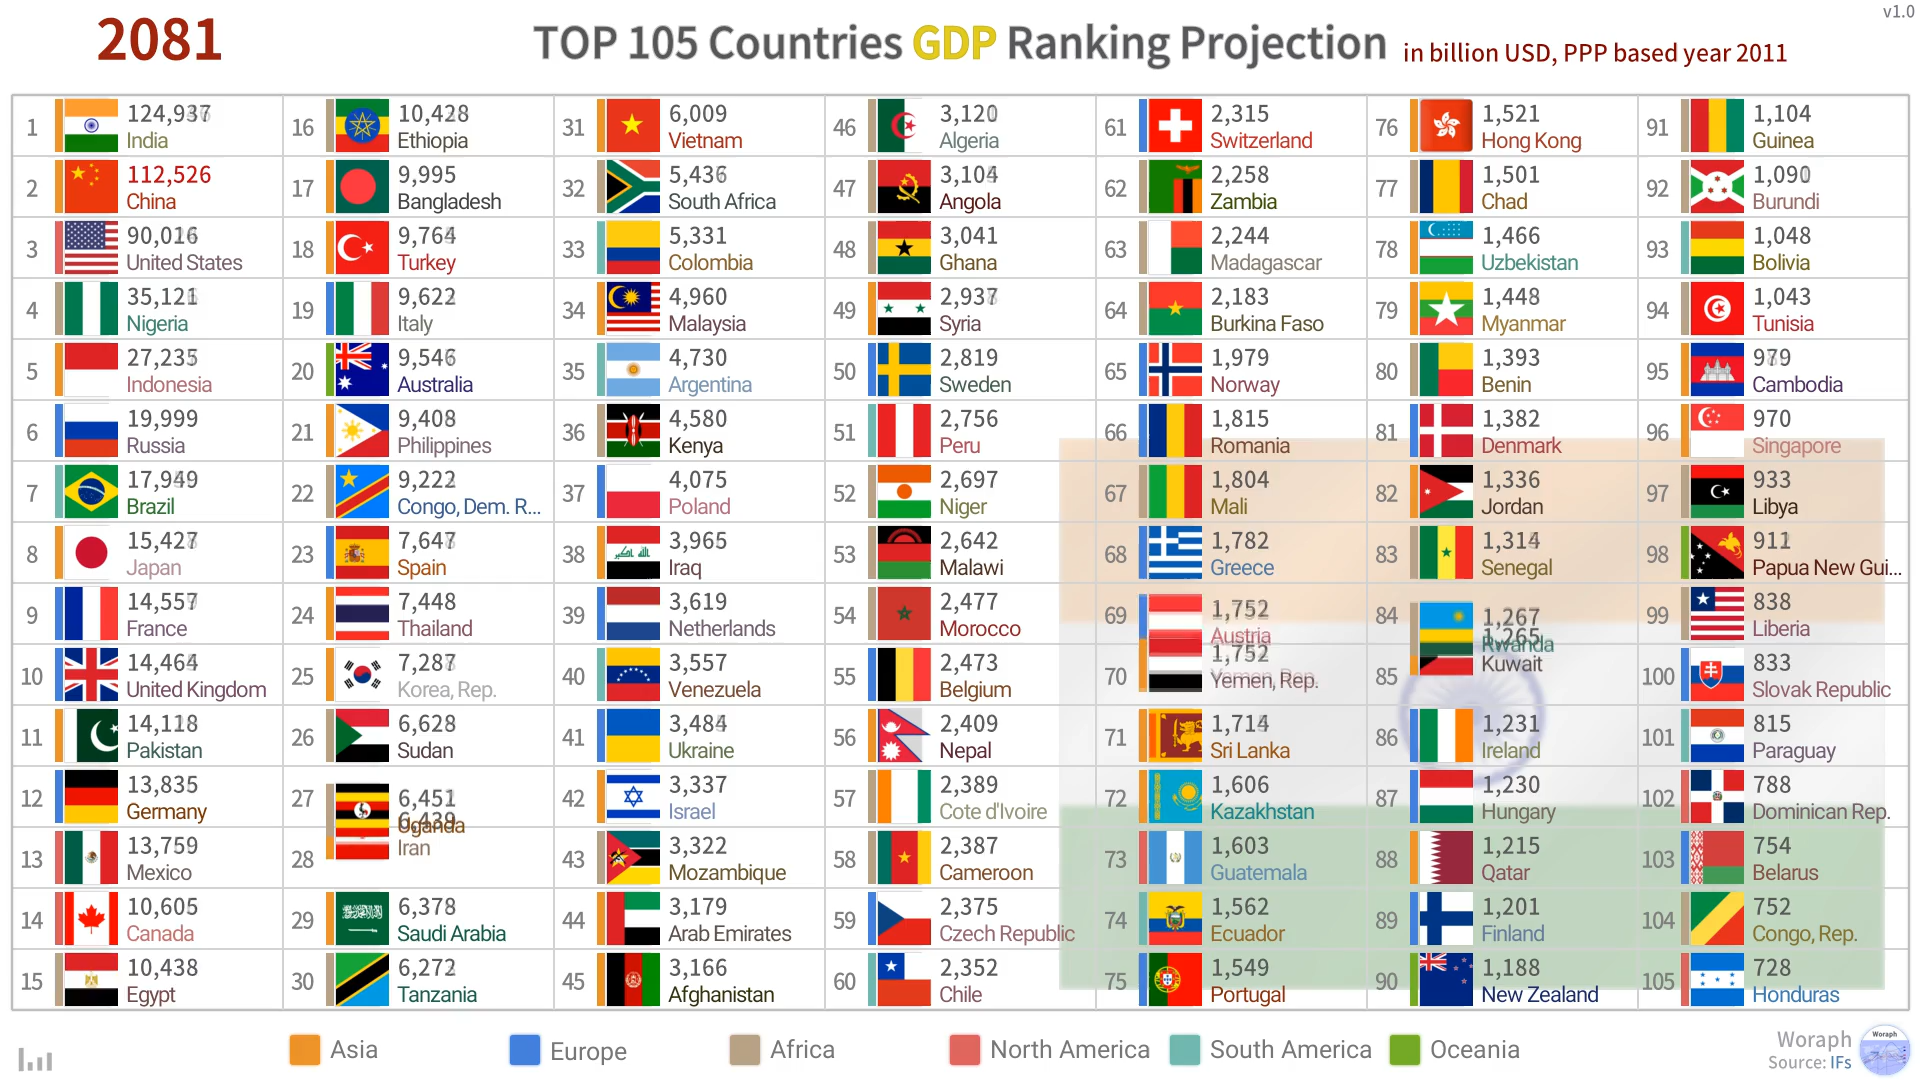 v1.0
2081
TOP 105 Countries GDP Ranking Projection in billion USD, PPP based year 2011
1
India
2
112,526
China
3
United States
4
Nigeria
5
Indonesia
6
19,999
Russia
7
Brazil
8
15,427
Japan
9
14,557
France
10
14,464
United Kingdom
11
Pakistan
12
13,835
Germany
13
13,759
Mexico
14
10,605
Canada
15
10,438
Egypt
16
Ethiopia
17
9,995
Bangladesh
18
9,764
Turkey
19
9,622
Italy
20
9,546
Australia
21
9,408
Philippines
22
9,222
Congo, Dem. R...
23
7,647
Spain
24
7,448
Thailand
25
7,287
Korea, Rep.
26
6,628
Sudan
27
6,451
Uganda
28
6,439
Iran
29
6,378
Saudi Arabia
30
6,272
Tanzania
31
6,009
Vietnam
32
5,436
South Africa
33
5,331
Colombia
34
4,960
Malaysia
35
4,730
Argentina
36
4,580
Kenya
37
4,075
Poland
38
3,965
Iraq
39
3,619
Netherlands
40
3,557
Venezuela
41
3,484
Ukraine
42
3,337
Israel
43
3,322
Mozambique
44
3,179
Arab Emirates
45
3,166
Afghanistan
46
Algeria
47
3,104
Angola
48
3,041
Ghana
49
2,937
Syria
50
2,819
Sweden
51
2,756
Peru
52
2,697
Niger
53
2,642
Malawi
54
2,477
Morocco
55
2,473
Belgium
56
2,409
Nepal
57
2,389
Cote d'Ivoire
58
2,387
Cameroon
59
2,375
Czech Republic
60
2,352
Chile
61
2,315
Switzerland
62
2,258
Zambia
63
2,244
Madagascar
64
2,183
Burkina Faso
65
1,979
Norway
66
1,815
Romania
67
1,804
Mali
68
1,782
Greece
69
1,752
Austria
70
1,752
Yemen, Rep.
71
1,714
Sri Lanka
72
1,606
Kazakhstan
73
1,603
Guatemala
74
1,562
Ecuador
75
1,549
Portugal
76
1,521
Hong Kong
77
1,501
Chad
78
1,466
Uzbekistan
79
1,448
Myanmar
80
1,393
Benin
81
1,382
Denmark
82
1,336
Jordan
83
1,314
Senegal
84
1,267
Rwanda
85
1,265
Kuwait
86
1,231
Ireland
87
1,230
Hungary
88
1,215
Qatar
89
1,201
Finland
90
1,188
New Zealand
91
1,104
Guinea
92
1,090
Burundi
93
1,048
Bolivia
94
1,043
Tunisia
95
Cambodia
96
970
Singapore
97
933
Libya
98
Papua New Gui...
99
838
Liberia
100
833
Slovak Republic
101
815
Paraguay
102
788
Dominican Rep.
103
754
Belarus
104
752
Congo, Rep.
105
728
Honduras
Asia
Europe
Africa
North America
South America
Oceania
Woraph
Source: IFs
Woraph